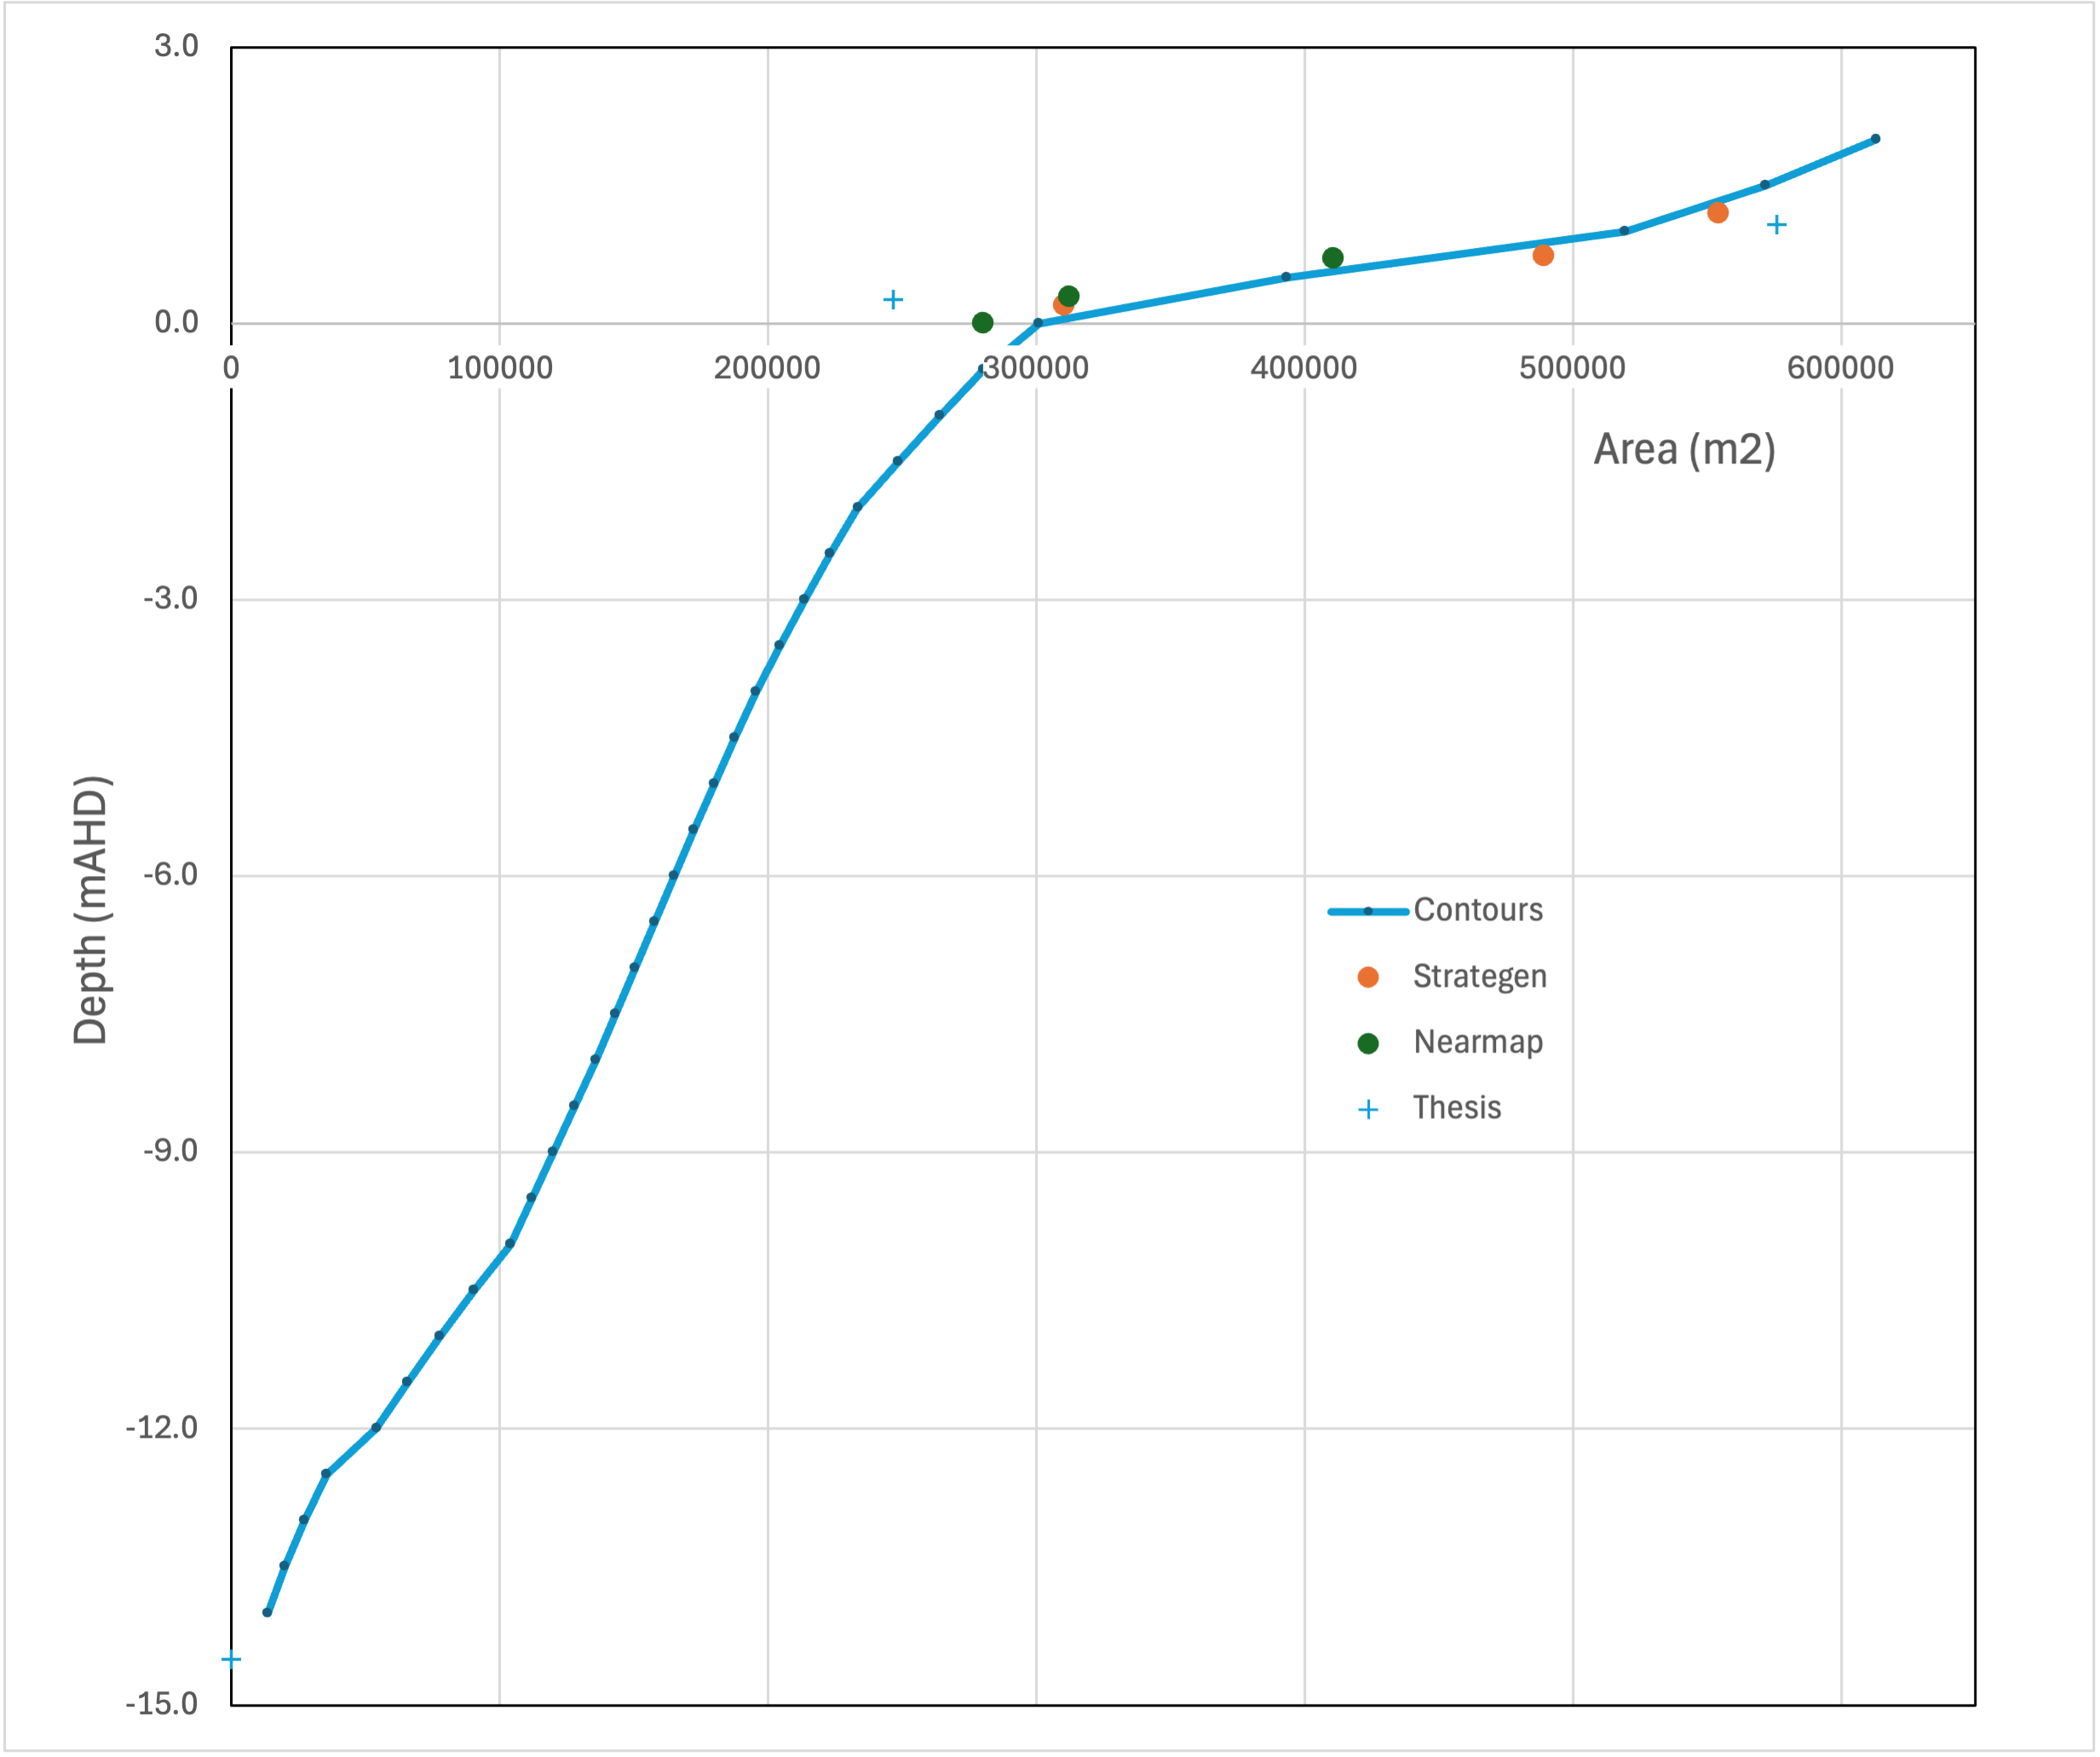 3.0
0.0
0 100000 200000 300000 400000 500000 600000
Area (m2)
-3.0
Depth (mAHD)
-6.0
Contours
Strategen
Nearmap
Thesis
-9.0
-12.0
-15.0